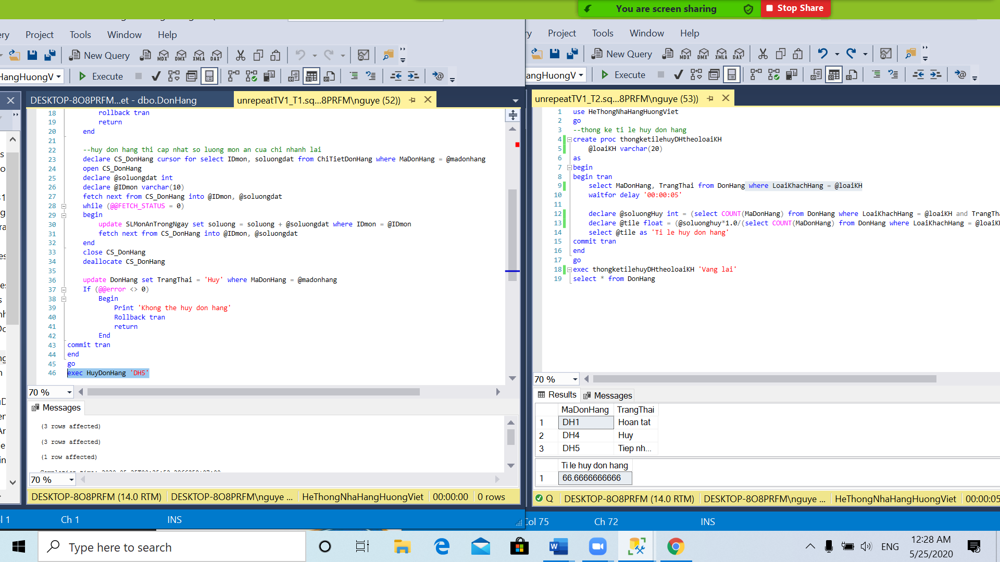 You are screen sharing
Stop Share
Project Tools Window Help
New Query MDX DMX XMLA DAX
HangHuongV Execute
DESKTOP-8O8PRFM...et - dbo.DonHang
unrepeatTV1_T1.sq...8PRFM\nguye (52))
18 rollback tran
19 return
20 end
21
22 --huy don hang thi cap nhat so luong mon an cua chi nhanh lai
23 declare CS_DonHang cursor for select IDmon, soluongdat from ChiTietDonHang where MaDonHang = @madonhang
24 open CS_DonHang
25 declare @soluongdat int
26 declare @IDmon varchar(10)
27 fetch next from CS_DonHang into @IDmon, @soluongdat
28 while (@@FETCH_STATUS = 0)
29 begin
30 update SLMonAnTrongNgay set soluong = soluong + @soluongdat where IDmon = @IDmon
31 fetch next from CS_DonHang into @IDmon, @soluongdat
32 end
33 close CS_DonHang
34 deallocate CS_DonHang
35
36 update DonHang set TrangThai = 'Huy' where MaDonHang = @madonhang
37 If (@@error <> 0)
38 Begin
39 Print 'Khong the huy don hang'
40 Rollback tran
41 return
42 End
43 commit tran
44 end
45 go
46 exec HuyDonHang 'DH5'
70 %
Messages
(3 rows affected)
(3 rows affected)
(1 row affected)
70 %
DESKTOP-8O8PRFM (14.0 RTM) DESKTOP-8O8PRFM\nguye ... HeThongNhaHangHuongViet 00:00:00 0 rows
Ch 1 INS
Project Tools Window Help
New Query MDX DMX XMLA DAX
angHuongV Execute
unrepeatTV1_T2.sq...8PRFM\nguye (53))
1 use HeThongNhaHangHuongViet
2 go
3 --thong ke ti le huy don hang
4 create proc thongketilehuyDHtheoloaiKH
5 @loaiKH varchar(20)
6 as
7 begin
8 begin tran
9 select MaDonHang, TrangThai from DonHang where LoaiKhachHang = @loaiKH
10 waitfor delay '00:00:05'
11
12 declare @soluongHuy int = (select COUNT(MaDonHang) from DonHang where LoaiKhachHang = @loaiKH and TrangTha
13 declare @tile float = (@soluonghuy*1.0/(select COUNT(MaDonHang) from DonHang where LoaiKhachHang = @loaiKH
14 select @tile as 'Ti le huy don hang'
15 commit tran
16 end
17 go
18 exec thongketilehuyDHtheoloaiKH 'Vang lai'
19 select * from DonHang
70 %
Results Messages
MaDonHang TrangThai
1 DH1 Hoan tat
2 DH4 Huy
3 DH5 Tiep nh...
Ti le huy don hang
1 66.6666666666
Q DESKTOP-8O8PRFM (14.0 RTM) DESKTOP-8O8PRFM\nguye ... HeThongNhaHangHuongViet 00:00:05
Col 75 Ch 72 INS
Type here to search
ENG
12:28 AM
5/25/2020